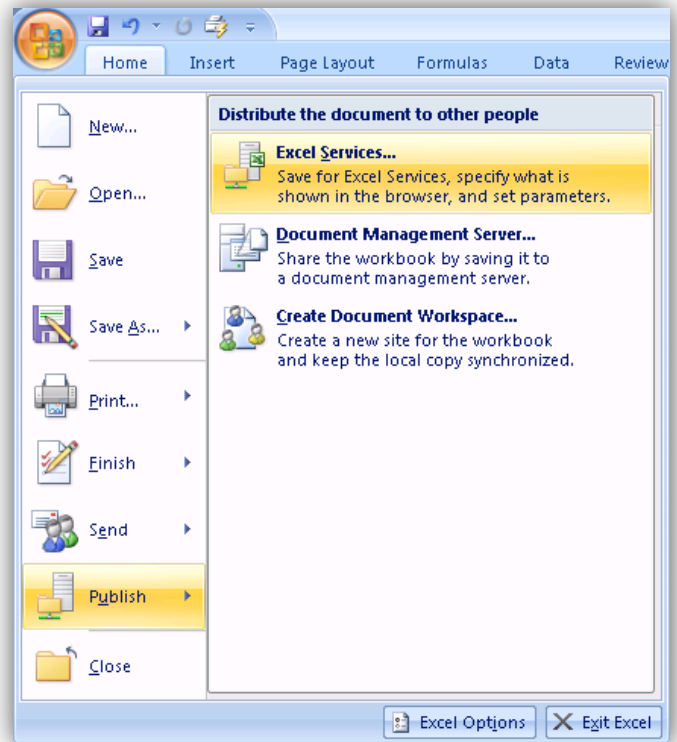 Home Insert Page Layout Formulas Data Review
New...
Open...
Save
Save As...
Print...
Finish
Send
Publish
Close
Distribute the document to other people
Excel Services...
Save for Excel Services, specify what is
shown in the browser, and set parameters.
Document Management Server...
Share the workbook by saving it to
a document management server.
Create Document Workspace...
Create a new site for the workbook
and keep the local copy synchronized.
Excel Options Exit Excel